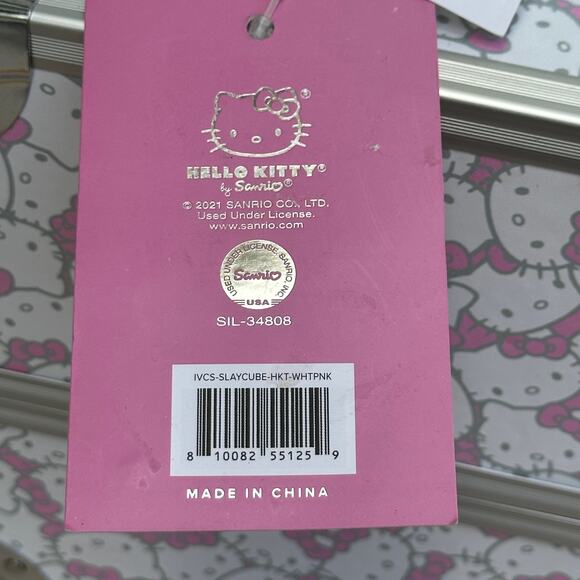 HELLO KITTY®
by Sanrio®
© 2021 SANRIO CO., LTD.
Used Under License.
www.sanrio.com
USED UNDER LICENSE. SANRIO, INC.
Sanrio
USA
SIL-34808
IVCS-SLAYCUBE-HKT-WHTPNK
8 10082 55125 9
MADE IN CHINA